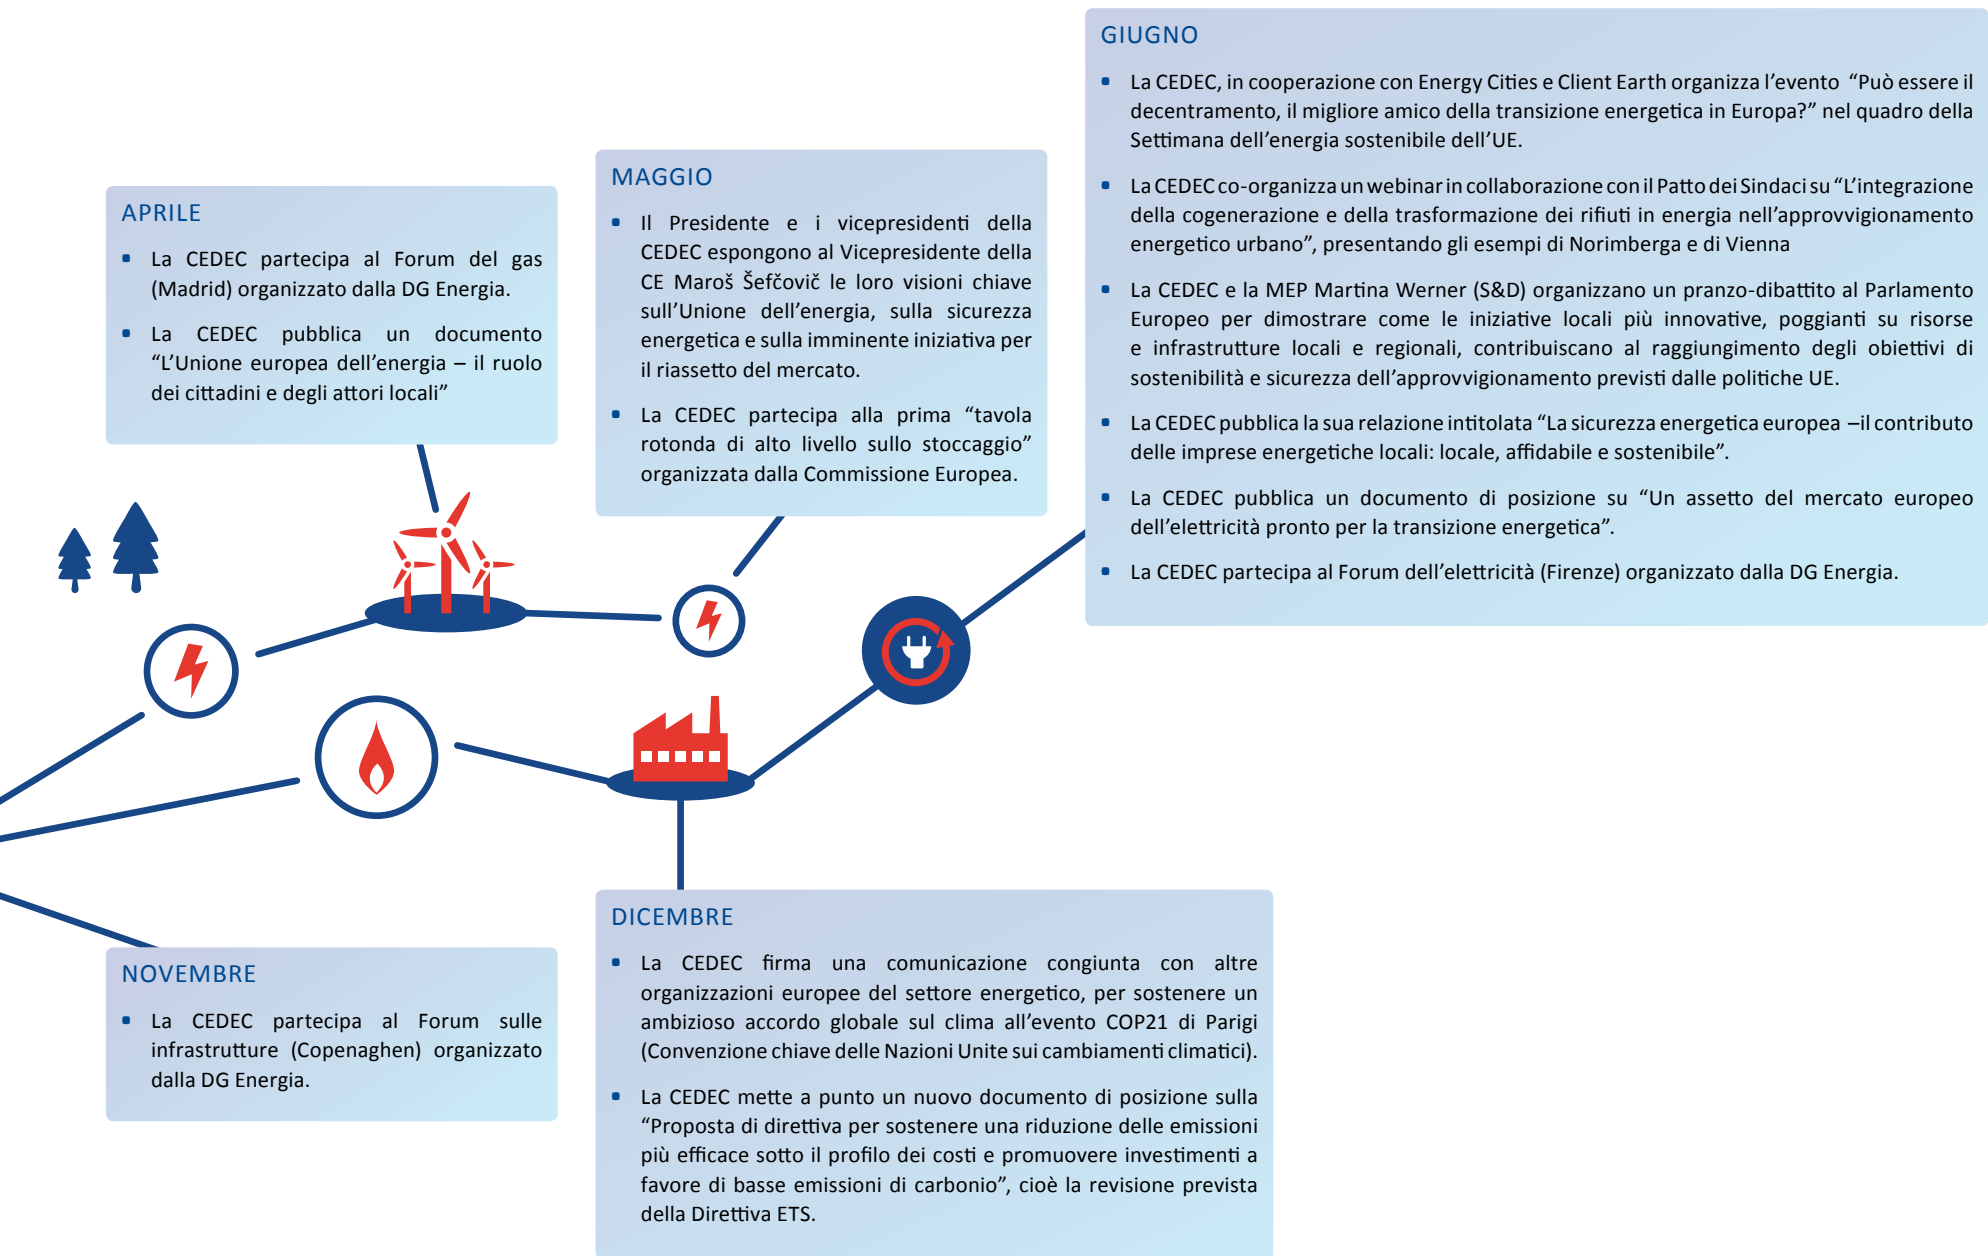 APRILE
La CEDEC partecipa al Forum del gas
(Madrid) organizzato dalla DG Energia.
La CEDEC pubblica un documento
“L’Unione europea dell’energia – il ruolo
dei cittadini e degli attori locali”
MAGGIO
Il Presidente e i vicepresidenti della
CEDEC espongono al Vicepresidente della
CE Maroš Šefčovič le loro visioni chiave
sull’Unione dell’energia, sulla sicurezza
energetica e sulla imminente iniziativa per
il riassetto del mercato.
La CEDEC partecipa alla prima “tavola
rotonda di alto livello sullo stoccaggio”
organizzata dalla Commissione Europea.
GIUGNO
La CEDEC, in cooperazione con Energy Cities e Client Earth organizza l’evento “Può essere il
decentramento, il migliore amico della transizione energetica in Europa?” nel quadro della
Settimana dell’energia sostenibile dell’UE.
La CEDEC co-organizza un webinar in collaborazione con il Patto dei Sindaci su “L’integrazione
della cogenerazione e della trasformazione dei rifiuti in energia nell’approvvigionamento
energetico urbano”, presentando gli esempi di Norimberga e di Vienna
La CEDEC e la MEP Martina Werner (S&D) organizzano un pranzo-dibattito al Parlamento
Europeo per dimostrare come le iniziative locali più innovative, poggianti su risorse
e infrastrutture locali e regionali, contribuiscano al raggiungimento degli obiettivi di
sostenibilità e sicurezza dell’approvvigionamento previsti dalle politiche UE.
La CEDEC pubblica la sua relazione intitolata “La sicurezza energetica europea –il contributo
delle imprese energetiche locali: locale, affidabile e sostenibile”.
La CEDEC pubblica un documento di posizione su “Un assetto del mercato europeo
dell’elettricità pronto per la transizione energetica”.
La CEDEC partecipa al Forum dell’elettricità (Firenze) organizzato dalla DG Energia.
NOVEMBRE
La CEDEC partecipa al Forum sulle
infrastrutture (Copenaghen) organizzato
dalla DG Energia.
DICEMBRE
La CEDEC firma una comunicazione congiunta con altre
organizzazioni europee del settore energetico, per sostenere un
ambizioso accordo globale sul clima all’evento COP21 di Parigi
(Convenzione chiave delle Nazioni Unite sui cambiamenti climatici).
La CEDEC mette a punto un nuovo documento di posizione sulla
“Proposta di direttiva per sostenere una riduzione delle emissioni
più efficace sotto il profilo dei costi e promuovere investimenti a
favore di basse emissioni di carbonio”, cioè la revisione prevista
della Direttiva ETS.